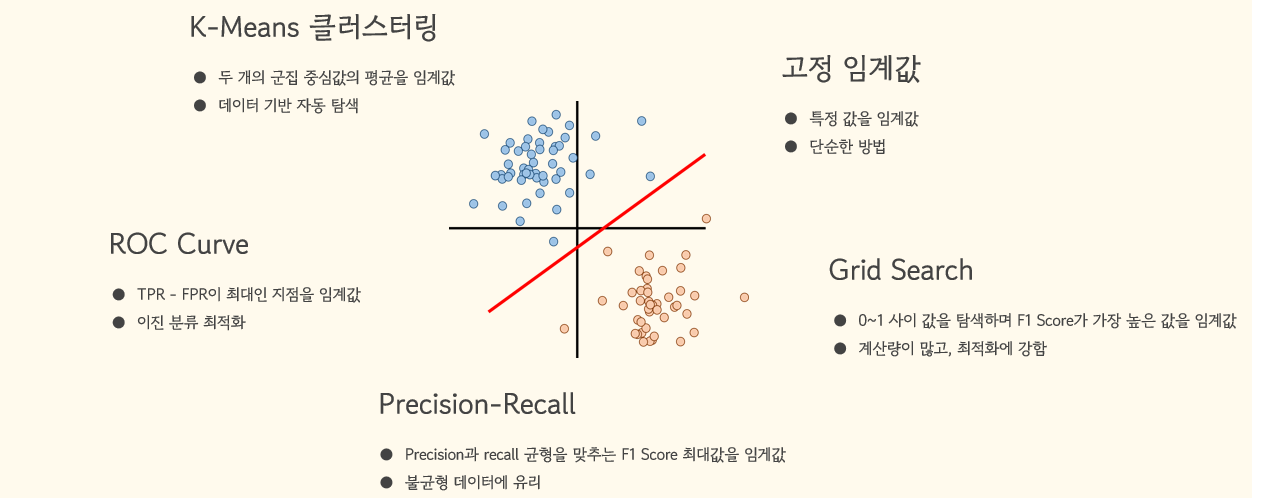 K-Means 클러스터링
● 두 개의 군집 중심값의 평균을 임계값
● 데이터 기반 자동 탐색
고정 임계값
● 특정 값을 임계값
● 단순한 방법
ROC Curve
● TPR - FPR이 최대인 지점을 임계값
● 이진 분류 최적화
Grid Search
● 0~1 사이 값을 탐색하며 F1 Score가 가장 높은 값을 임계값
● 계산량이 많고, 최적화에 강함
Precision-Recall
● Precision과 recall 균형을 맞추는 F1 Score 최대값을 임게값
● 불균형 데이터에 유리